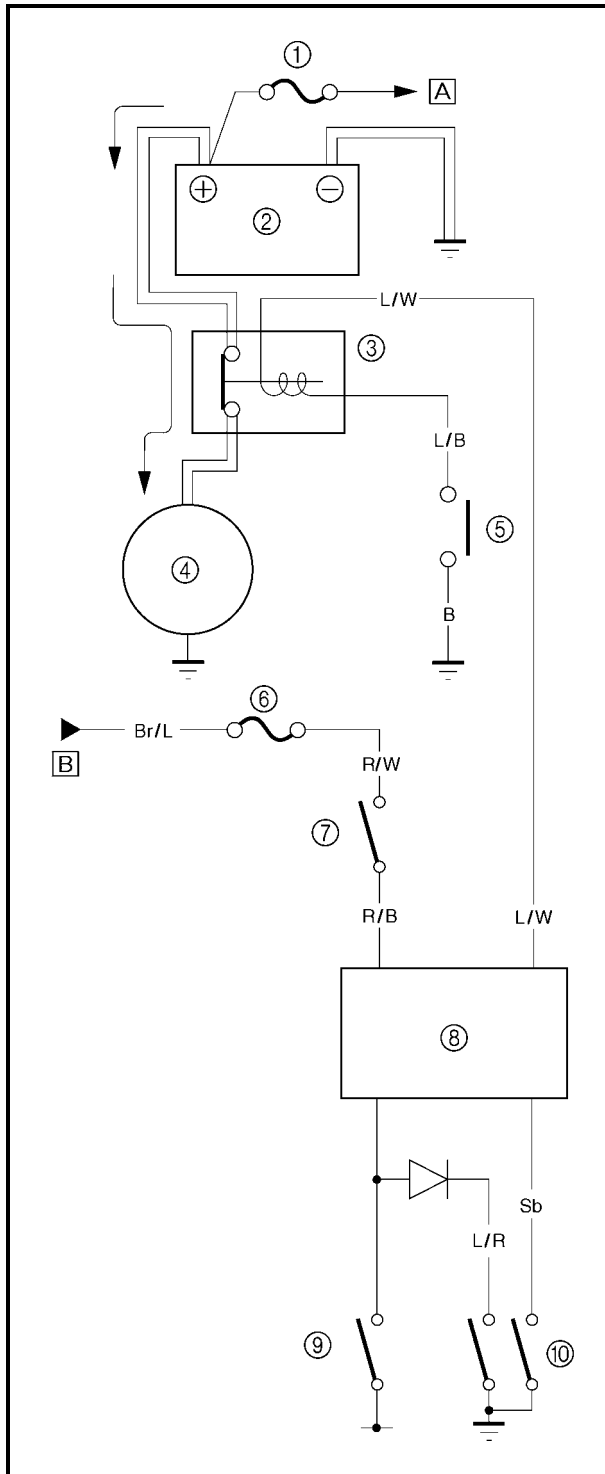 ①
A
+ −
②
L/W
③
L/B
⑤
④
B
⑥
Br/L
B
R/W
⑦
R/B L/W
⑧
Sb
L/R
⑨ ⑩